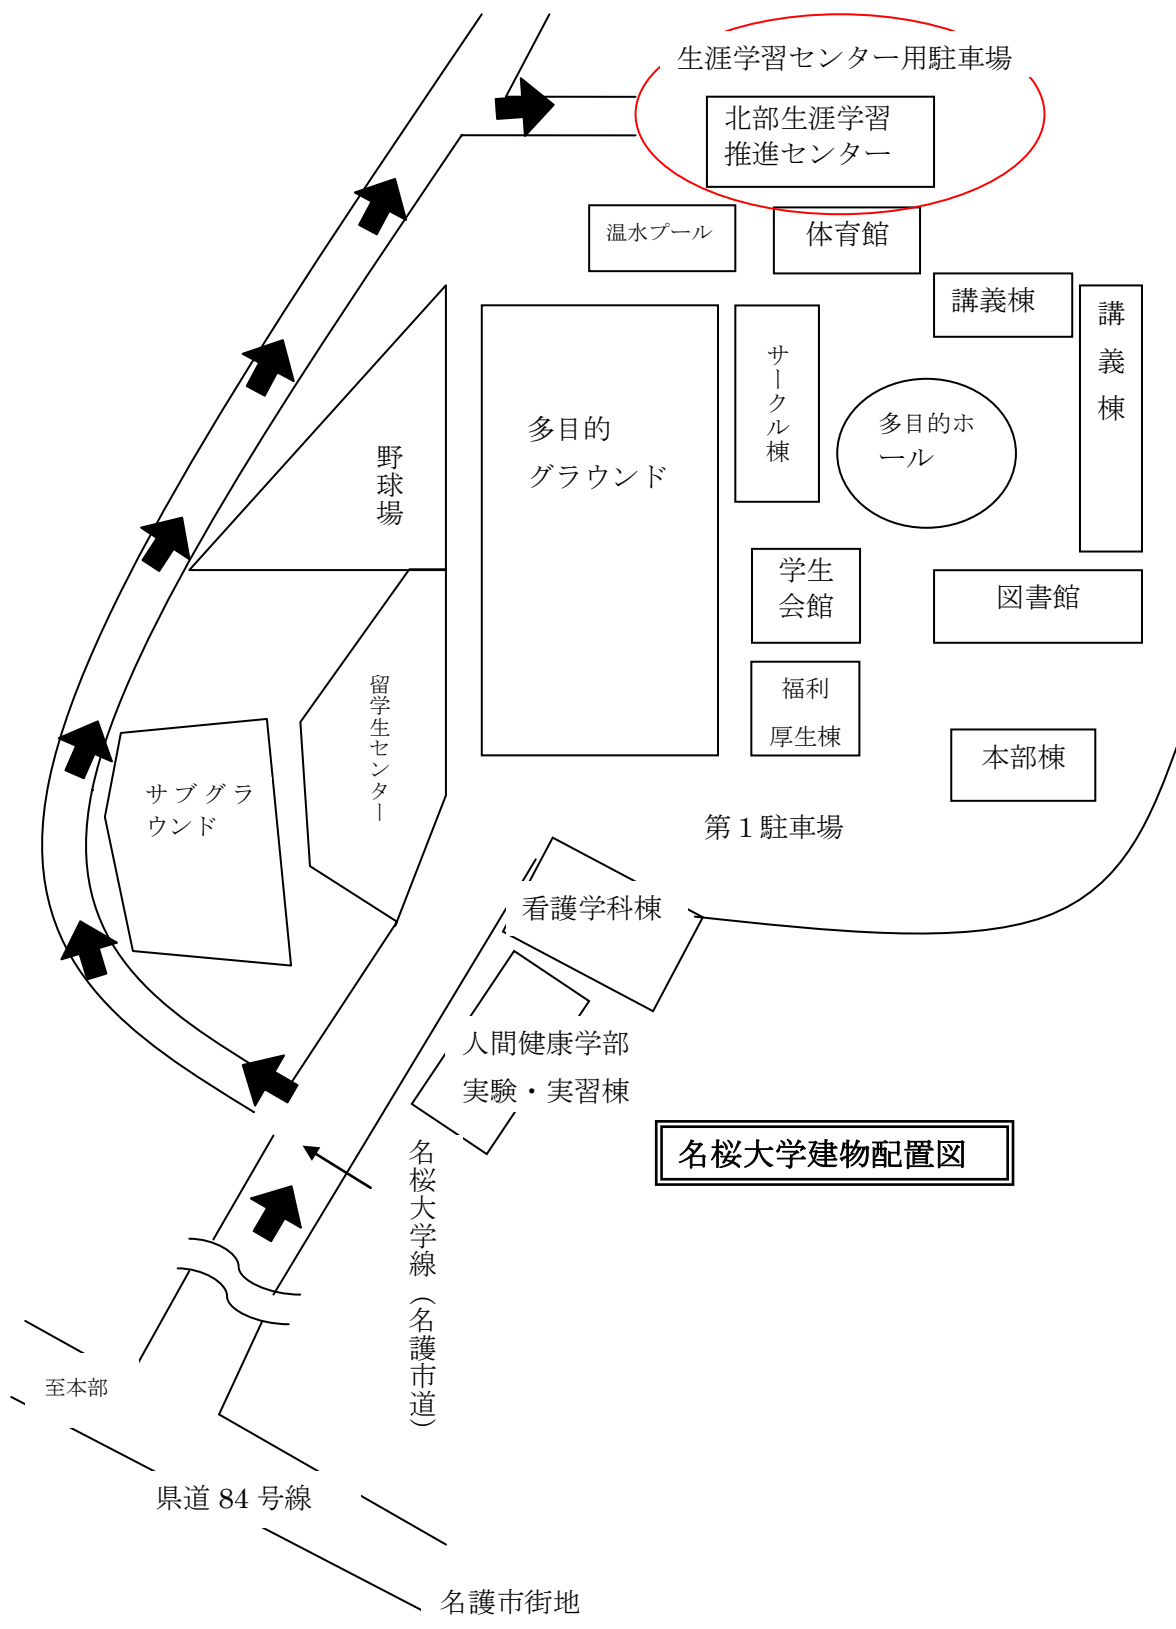 生涯学習センター用駐車場
北部生涯学習
推進センター
温水プール
体育館
講義棟
講義棟
サークル棟
多目的
グラウンド
多目的ホ
ール
野球場
学生
会館
図書館
福利
厚生棟
留学生センター
本部棟
サブグラ
ウンド
第１駐車場
看護学科棟
人間健康学部
実験・実習棟
名桜大学建物配置図
名桜大学線（名護市道）
至本部
県道 84 号線
名護市街地